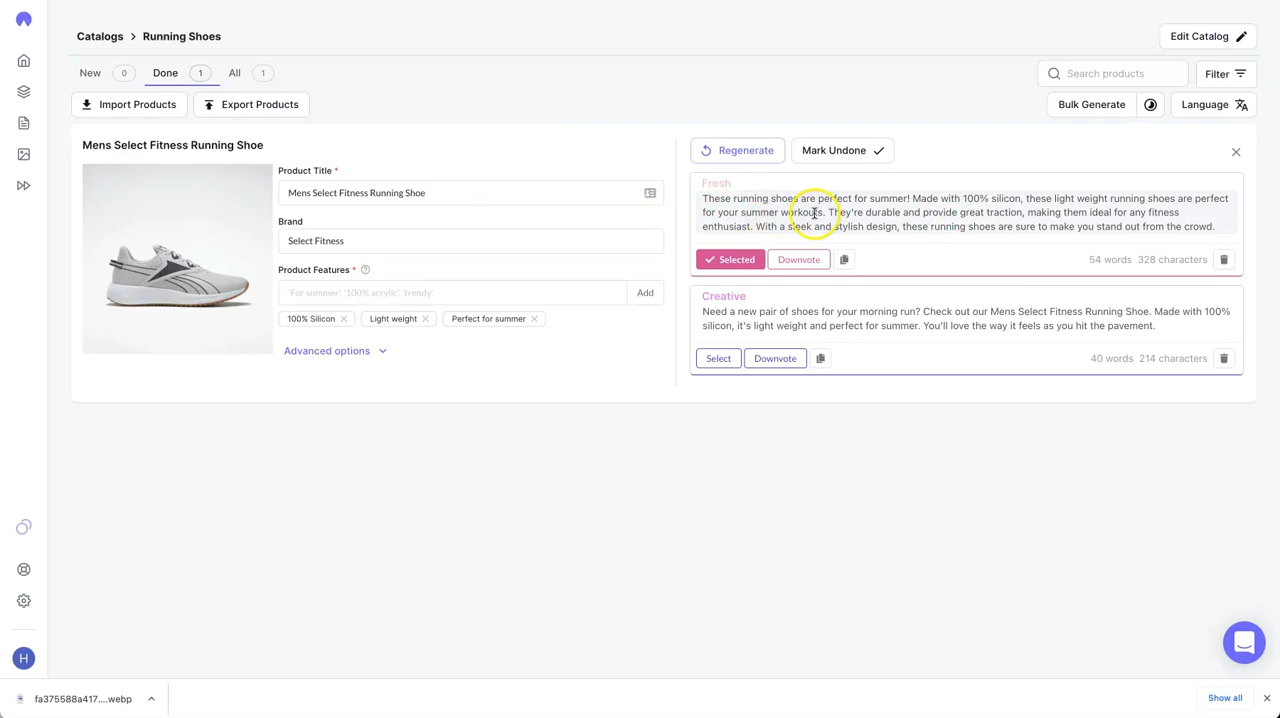 Catalogs > Running Shoes
Edit Catalog
New 0 Done 1 All 1
Search products
Filter
Import Products
Export Products
Bulk Generate
Language
Mens Select Fitness Running Shoe
Product Title *
Mens Select Fitness Running Shoe
Brand
Select Fitness
Product Features *
'For summer', '100% acrylic', 'trendy'
Add
100% Silicon
Light weight
Perfect for summer
Advanced options
Regenerate
Mark Undone
Fresh
These running shoes are perfect for summer! Made with 100% silicon, these light weight running shoes are perfect
for your summer workouts. They're durable and provide great traction, making them ideal for any fitness
enthusiast. With a sleek and stylish design, these running shoes are sure to make you stand out from the crowd.
Selected
Downvote
54 words 328 characters
Creative
Need a new pair of shoes for your morning run? Check out our Mens Select Fitness Running Shoe. Made with 100%
silicon, it's light weight and perfect for summer. You'll love the way it feels as you hit the pavement.
Select
Downvote
40 words 214 characters
H
fa375588a417....webp
Show all